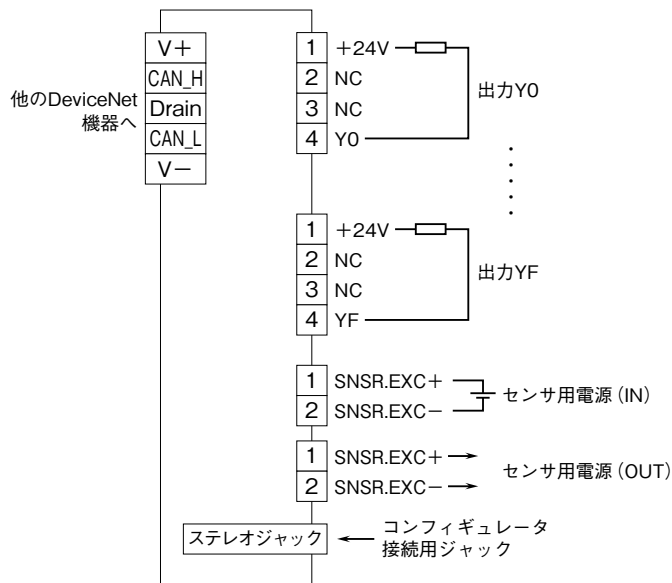 他のDeviceNet
機器へ
V+
CAN_H
Drain
CAN_L
V−
1 +24V
2 NC
3 NC
4 Y0
出力Y0
1 +24V
2 NC
3 NC
4 YF
出力YF
1 SNSR.EXC+
2 SNSR.EXC−
センサ用電源(IN)
1 SNSR.EXC+
2 SNSR.EXC−
センサ用電源(OUT)
ステレオジャック
コンフィギュレータ
接続用ジャック